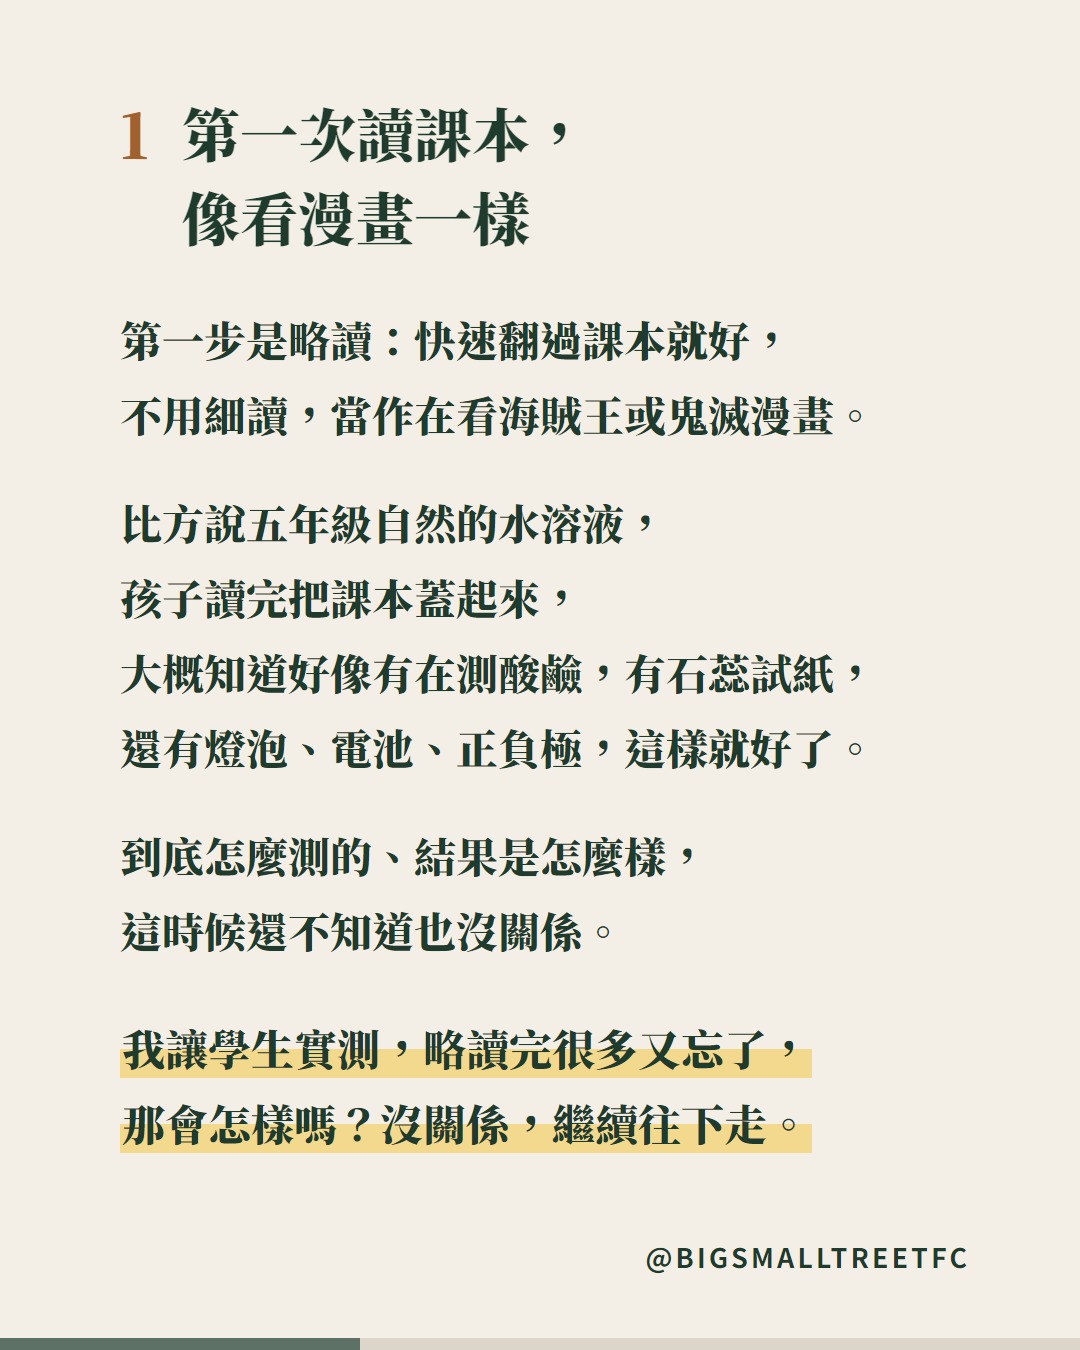 1 第一次讀課本，
像看漫畫一樣
第一步是略讀：快速翻過課本就好，
不用細讀，當作在看海賊王或鬼滅漫畫。
比方說五年級自然的水溶液，
孩子讀完把課本蓋起來，
大概知道好像有在測酸鹼，有石蕊試紙，
還有燈泡、電池、正負極，這樣就好了。
到底怎麼測的、結果是怎麼樣，
這時候還不知道也沒關係。
我讓學生實測，略讀完很多又忘了，
那會怎樣嗎？沒關係，繼續往下走。
@BIGSMALLTREETFC